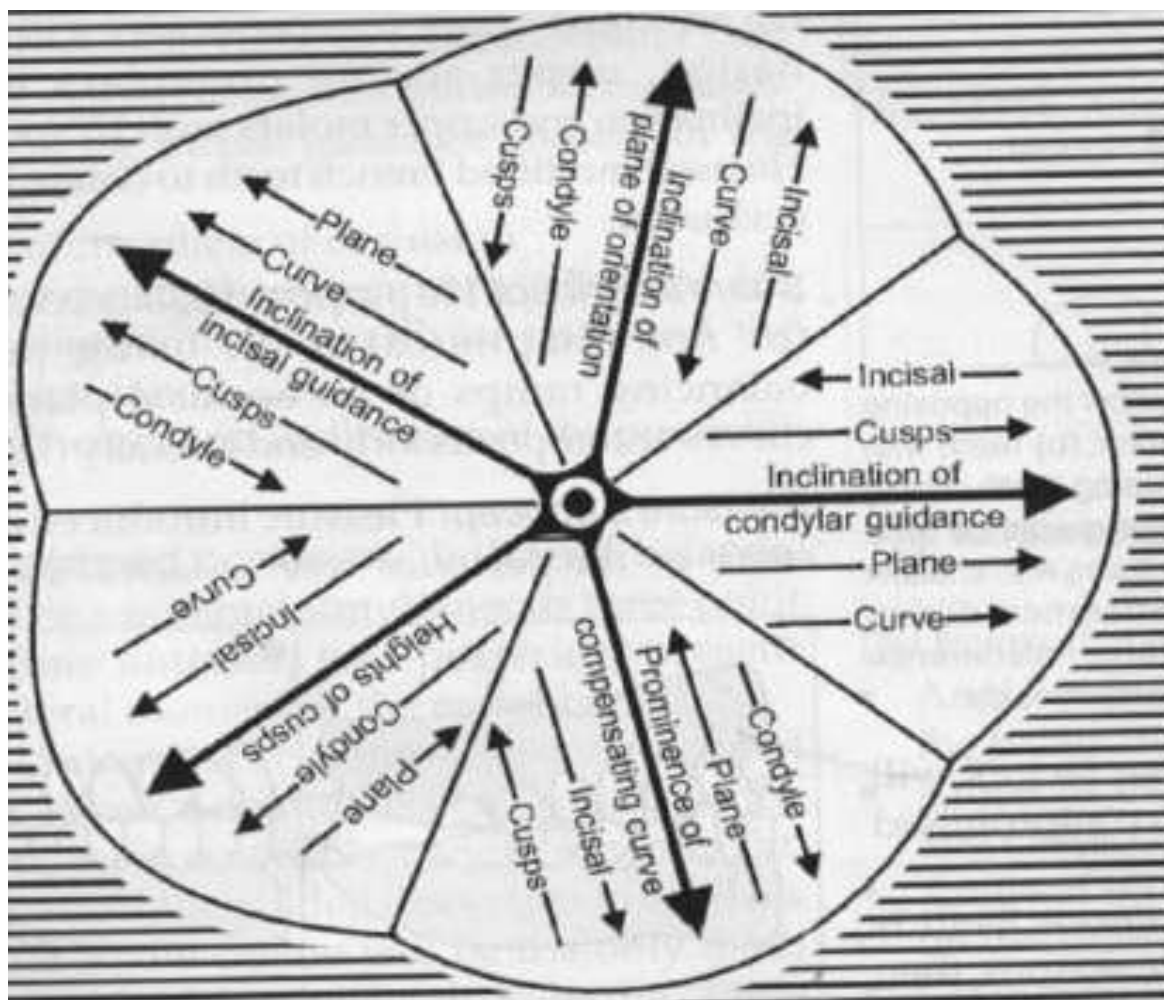 Cusps
Condyle
Inclination of
plane of orientation
Curve
Incisal
Incisal
Cusps
Inclination of
condylar guidance
Plane
Curve
Condyle
Plane
Prominence of
compensating curve
Incisal
Cusps
Plane
Condyle
Heights of cusps
Incisal
Curve
Condyle
Cusps
Inclination of
incisal guidance
Curve
Plane